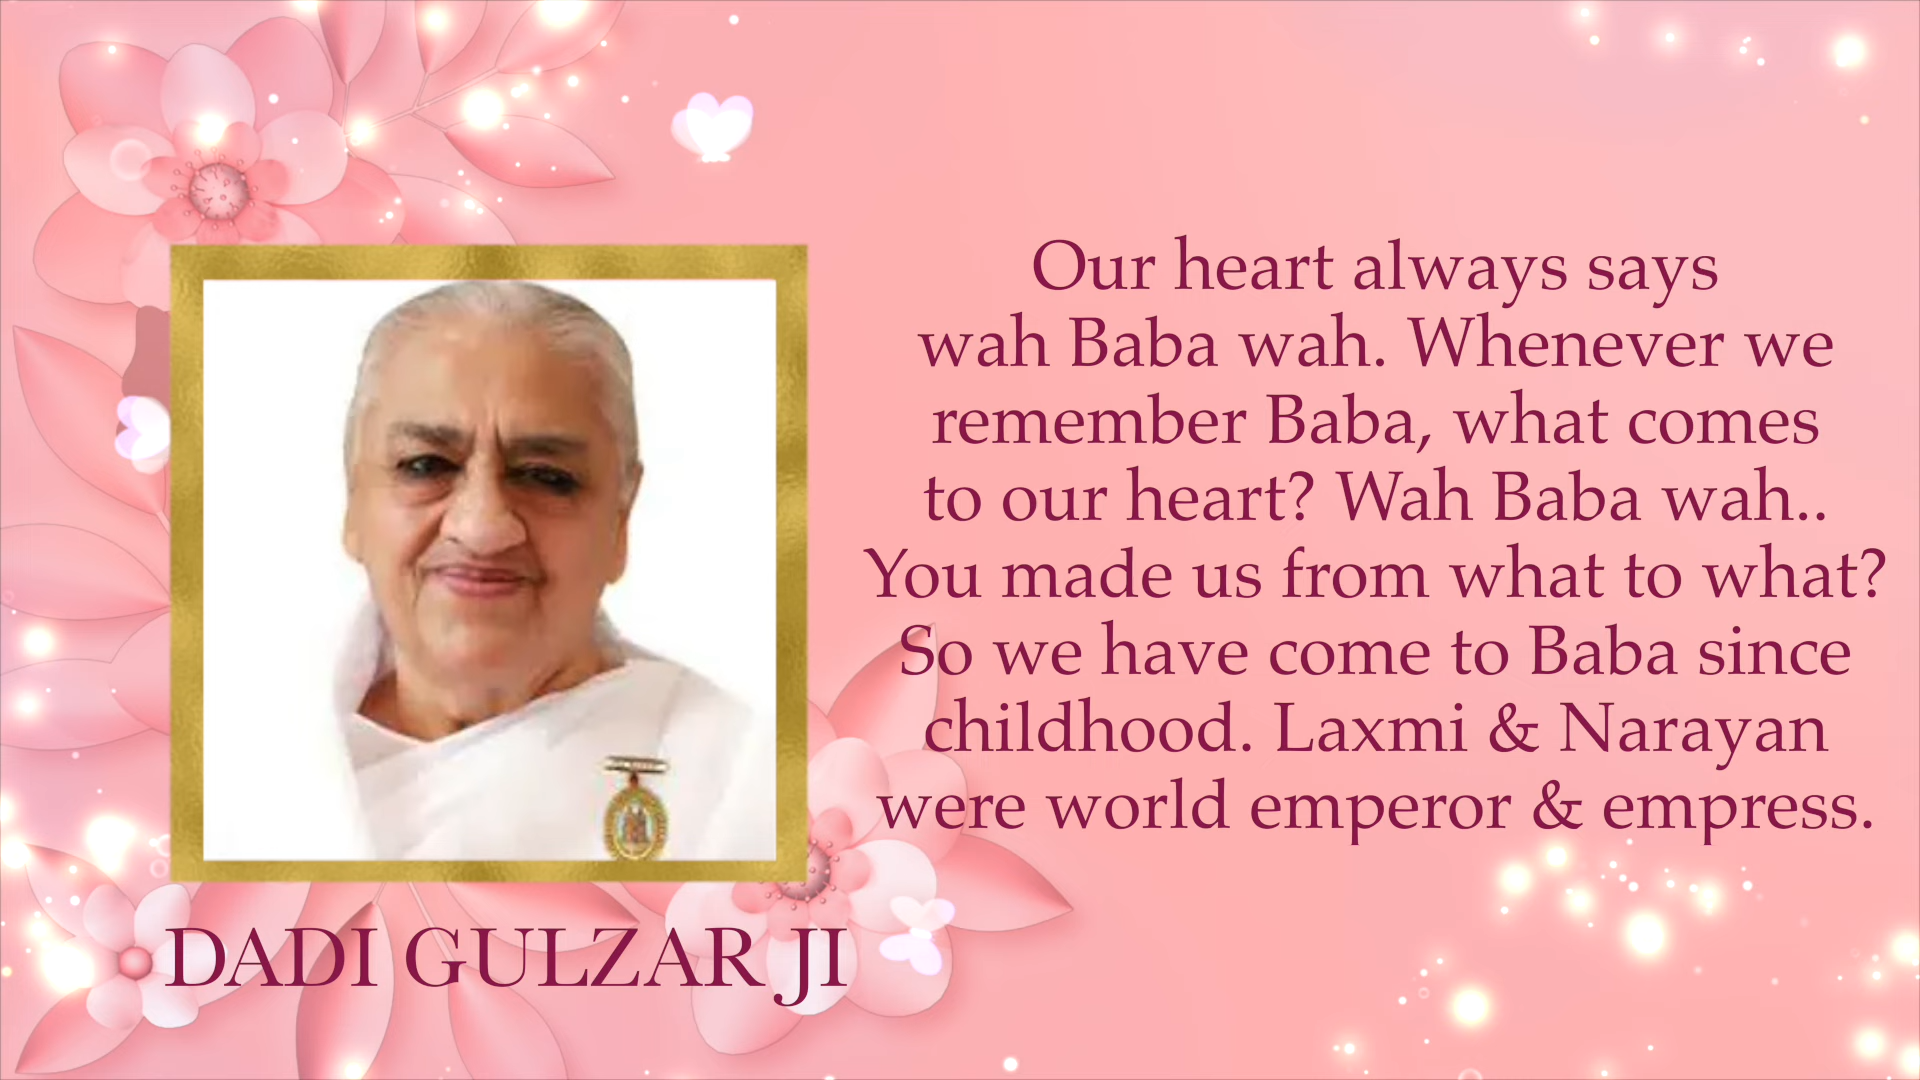 Our heart always says
wah Baba wah. Whenever we
remember Baba, what comes
to our heart? Wah Baba wah..
You made us from what to what?
So we have come to Baba since
childhood. Laxmi & Narayan
were world emperor & empress.
DADI GULZAR JI